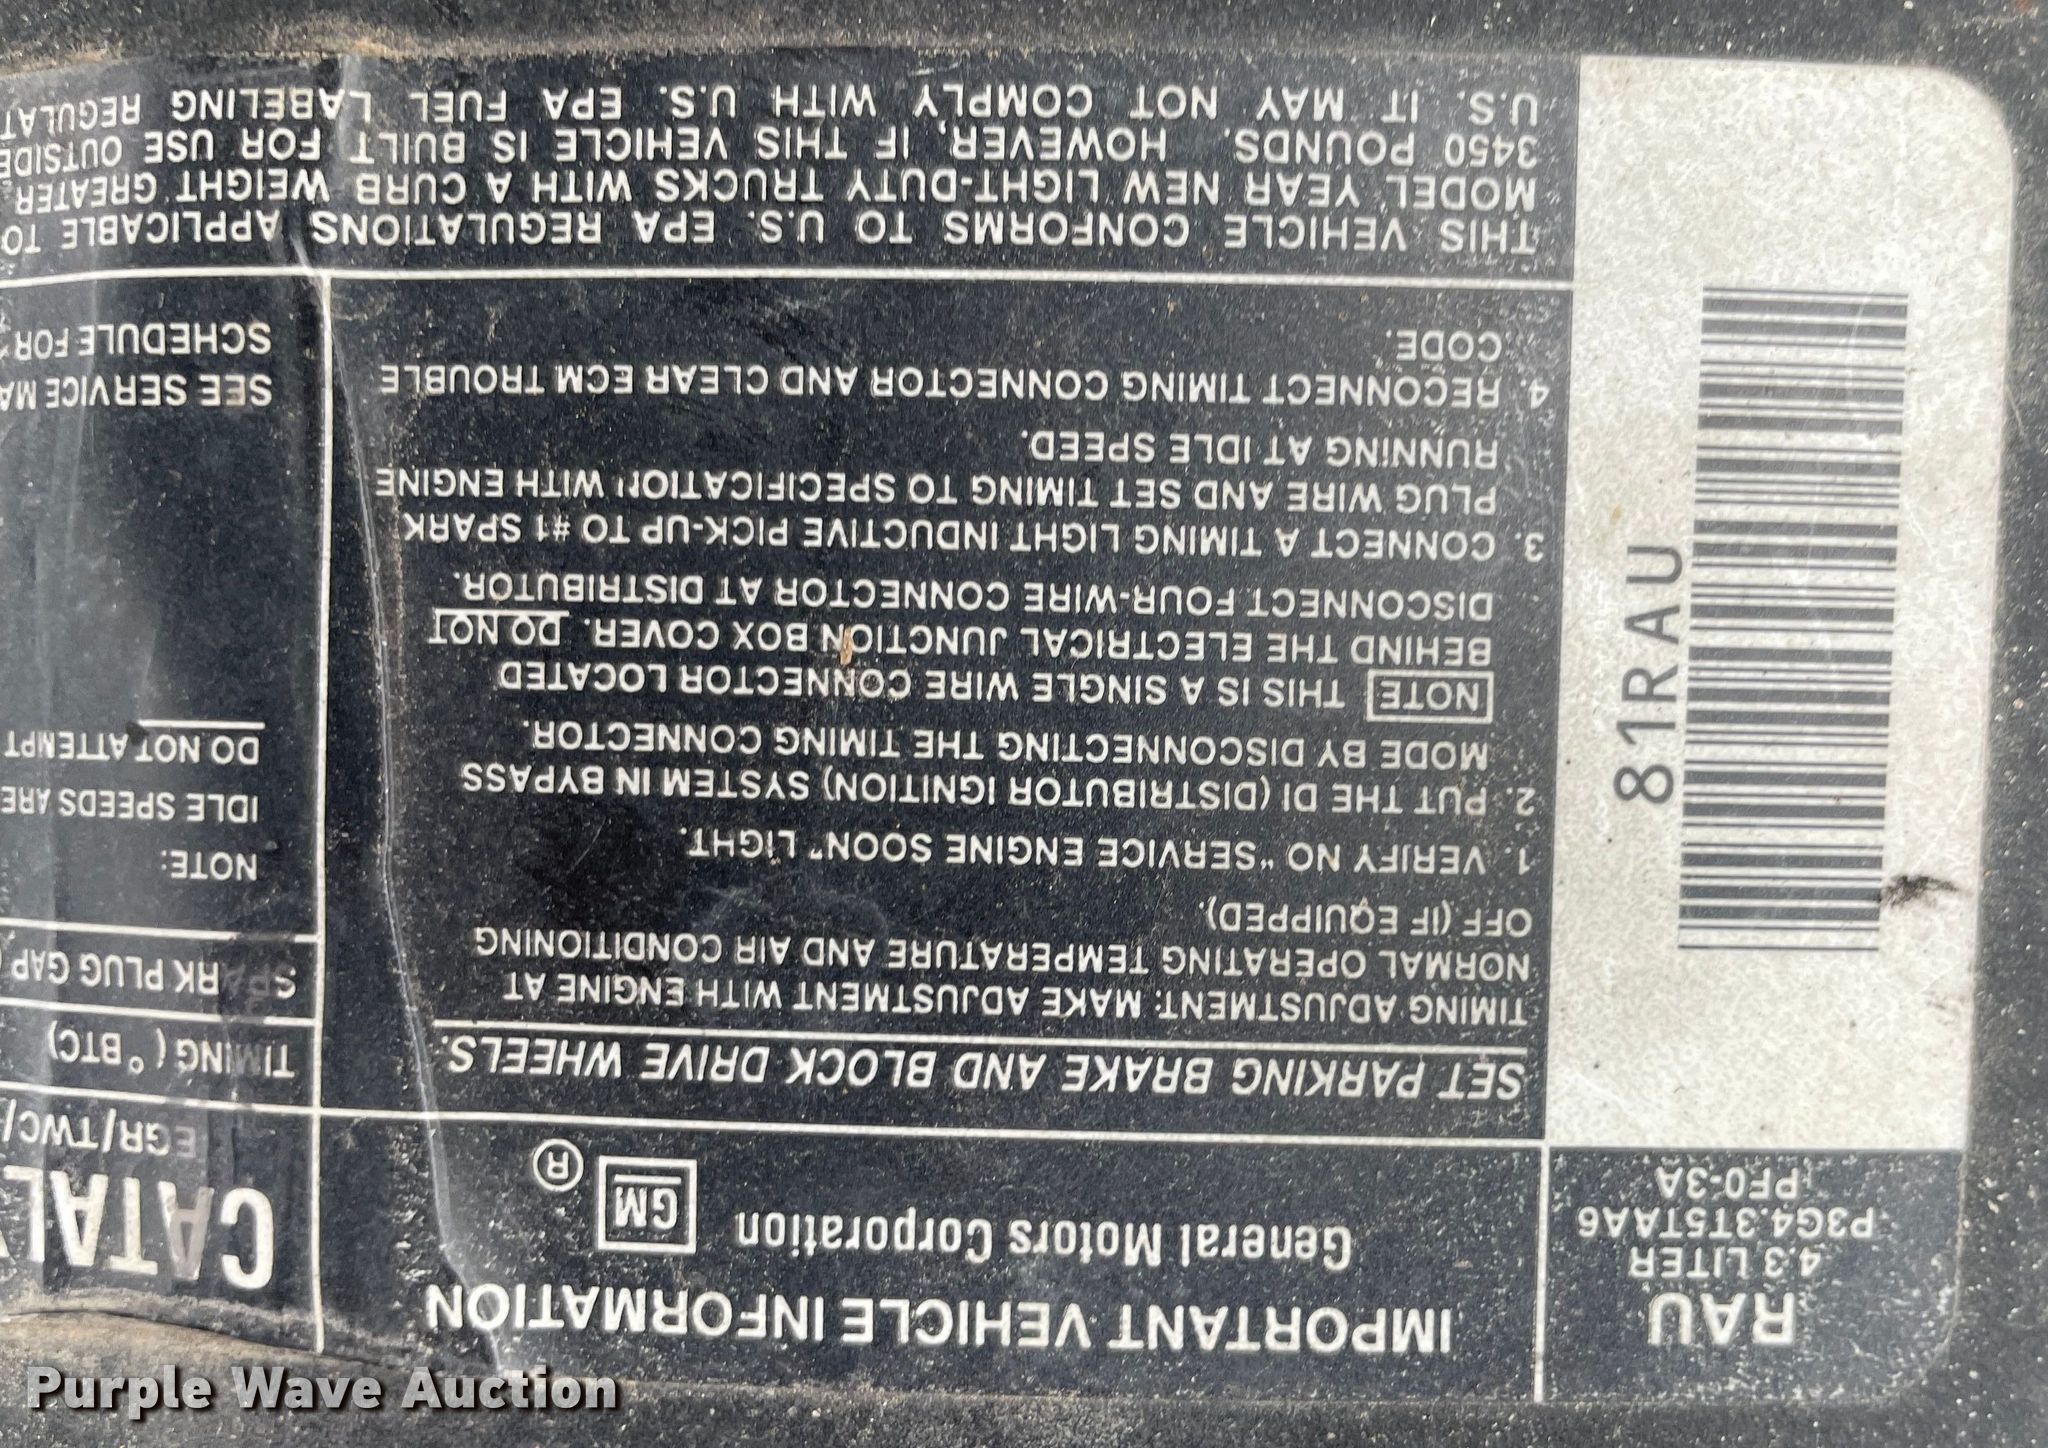 RAU
4.3 LITER
P3G4.3T5TAA6
PF0-3A
81RAU
IMPORTANT VEHICLE INFORMATION
General Motors Corporation GM ®
SET PARKING BRAKE AND BLOCK DRIVE WHEELS.
TIMING ADJUSTMENT: MAKE ADJUSTMENT WITH ENGINE AT
NORMAL OPERATING TEMPERATURE AND AIR CONDITIONING
OFF (IF EQUIPPED).
1. VERIFY NO "SERVICE ENGINE SOON" LIGHT.
2. PUT THE DI (DISTRIBUTOR IGNITION) SYSTEM IN BYPASS
MODE BY DISCONNECTING THE TIMING CONNECTOR.
NOTE THIS IS A SINGLE WIRE CONNECTOR LOCATED
BEHIND THE ELECTRICAL JUNCTION BOX COVER. DO NOT
DISCONNECT FOUR-WIRE CONNECTOR AT DISTRIBUTOR.
3. CONNECT A TIMING LIGHT INDUCTIVE PICK-UP TO #1 SPARK
PLUG WIRE AND SET TIMING TO SPECIFICATION WITH ENGINE
RUNNING AT IDLE SPEED.
4. RECONNECT TIMING CONNECTOR AND CLEAR ECM TROUBLE
CODE.
CATALY
EGR/TWC/
TIMING (°BTC)
SPARK PLUG GAP (
NOTE:
IDLE SPEEDS ARE
DO NOT ATTEMPT
SEE SERVICE MA
SCHEDULE FOR
THIS VEHICLE CONFORMS TO U.S. EPA REGULATIONS APPLICABLE TO
MODEL YEAR NEW LIGHT-DUTY TRUCKS WITH A CURB WEIGHT GREATER
3450 POUNDS. HOWEVER, IF THIS VEHICLE IS BUILT FOR USE OUTSIDE
U.S. IT MAY NOT COMPLY WITH U.S. EPA FUEL LABELING REGULAT
Purple Wave Auction